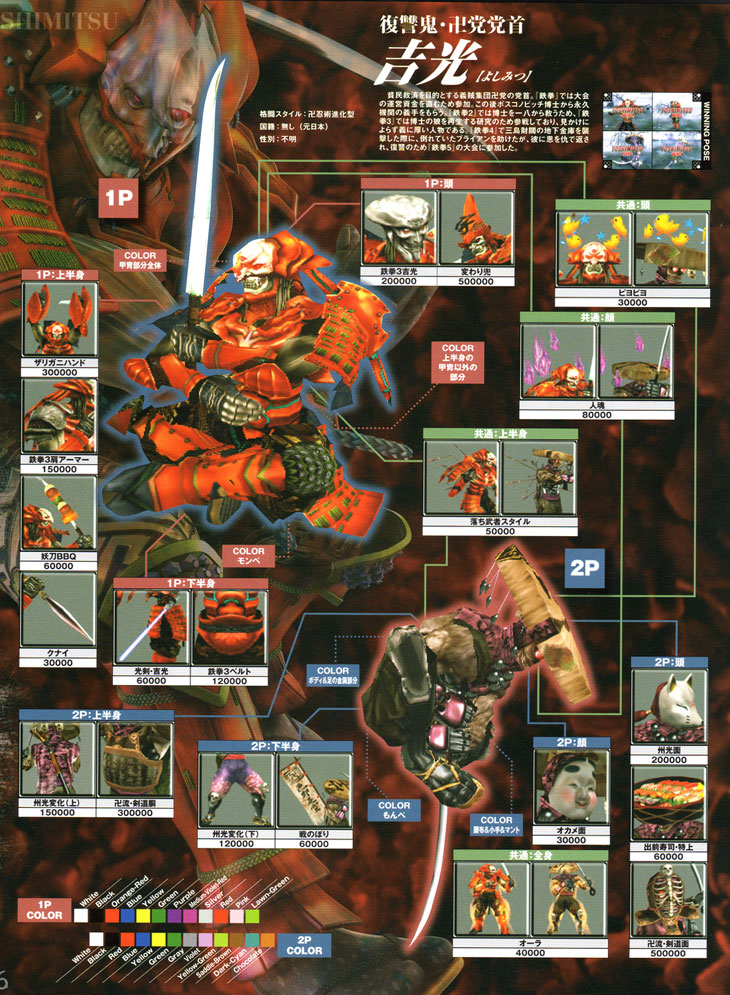 SHIMITSU
復讐鬼・卍党党首
吉光【よしみつ】
格闘スタイル：卍忍術進化型
国籍：無し（元日本）
性別：不明
貧民救済を目的とする義賊集団卍党の党首。『鉄拳』では大会
の運営資金を盗むため参加。この後ボスコノビッチ博士から永久
機関の義手をもらう。『鉄拳2』では博士を一八から救うため、『鉄
拳3』では博士の娘を再生する研究のため参戦しており、見かけに
よらず義に厚い人物である。『鉄拳4』で三島財閥の地下金庫を襲
撃した際に、倒れていたブライアンを助けたが、彼に恩を仇で返さ
れ、復讐のため『鉄拳5』の大会に参加した。
WINNING POSE
1P
COLOR
甲冑部分全体
1P：頭
鉄拳3吉光
200000
変わり兜
500000
共通：頭
ピヨピヨ
30000
1P：上半身
ザリガニハンド
300000
鉄拳3肩アーマー
150000
妖刀BBQ
60000
クナイ
30000
COLOR
上半身の
甲冑以外の
部分
共通：顔
人魂
80000
共通：上半身
落ち武者スタイル
50000
COLOR
モンペ
1P：下半身
光剣・吉光
60000
鉄拳3ベルト
120000
2P
COLOR
ボディ&足の金属部分
2P：上半身
州光変化（上）
150000
卍流・剣道胴
300000
2P：下半身
州光変化（下）
120000
戦のぼり
60000
COLOR
もんぺ
COLOR
腰布&小手&マント
2P：顔
オカメ面
30000
2P：頭
州光面
200000
出前寿司・特上
60000
卍流・剣道面
500000
共通：全身
オーラ
40000
1P
COLOR
White
Black
Orange-Red
Blue
Yellow
Green
Purple
Medium-Violet-Red
Silver
Red
Pink
Lawn-Green
White
Black
Red
Blue
Yellow
Green
Gray
Violet
Yellow-Green
Saddle-Brown
Dark-Cyan
Chocolate
2P
COLOR
6